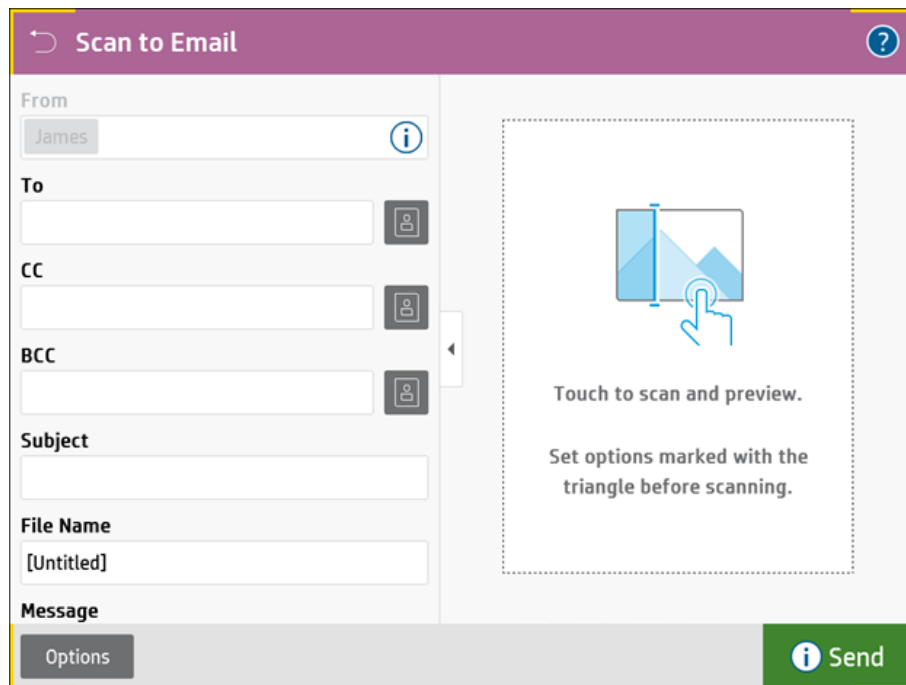 Scan to Email
?
From
James
i
To
CC
BCC
Subject
File Name
[Untitled]
Message
Touch to scan and preview.
Set options marked with the
triangle before scanning.
Options
i Send